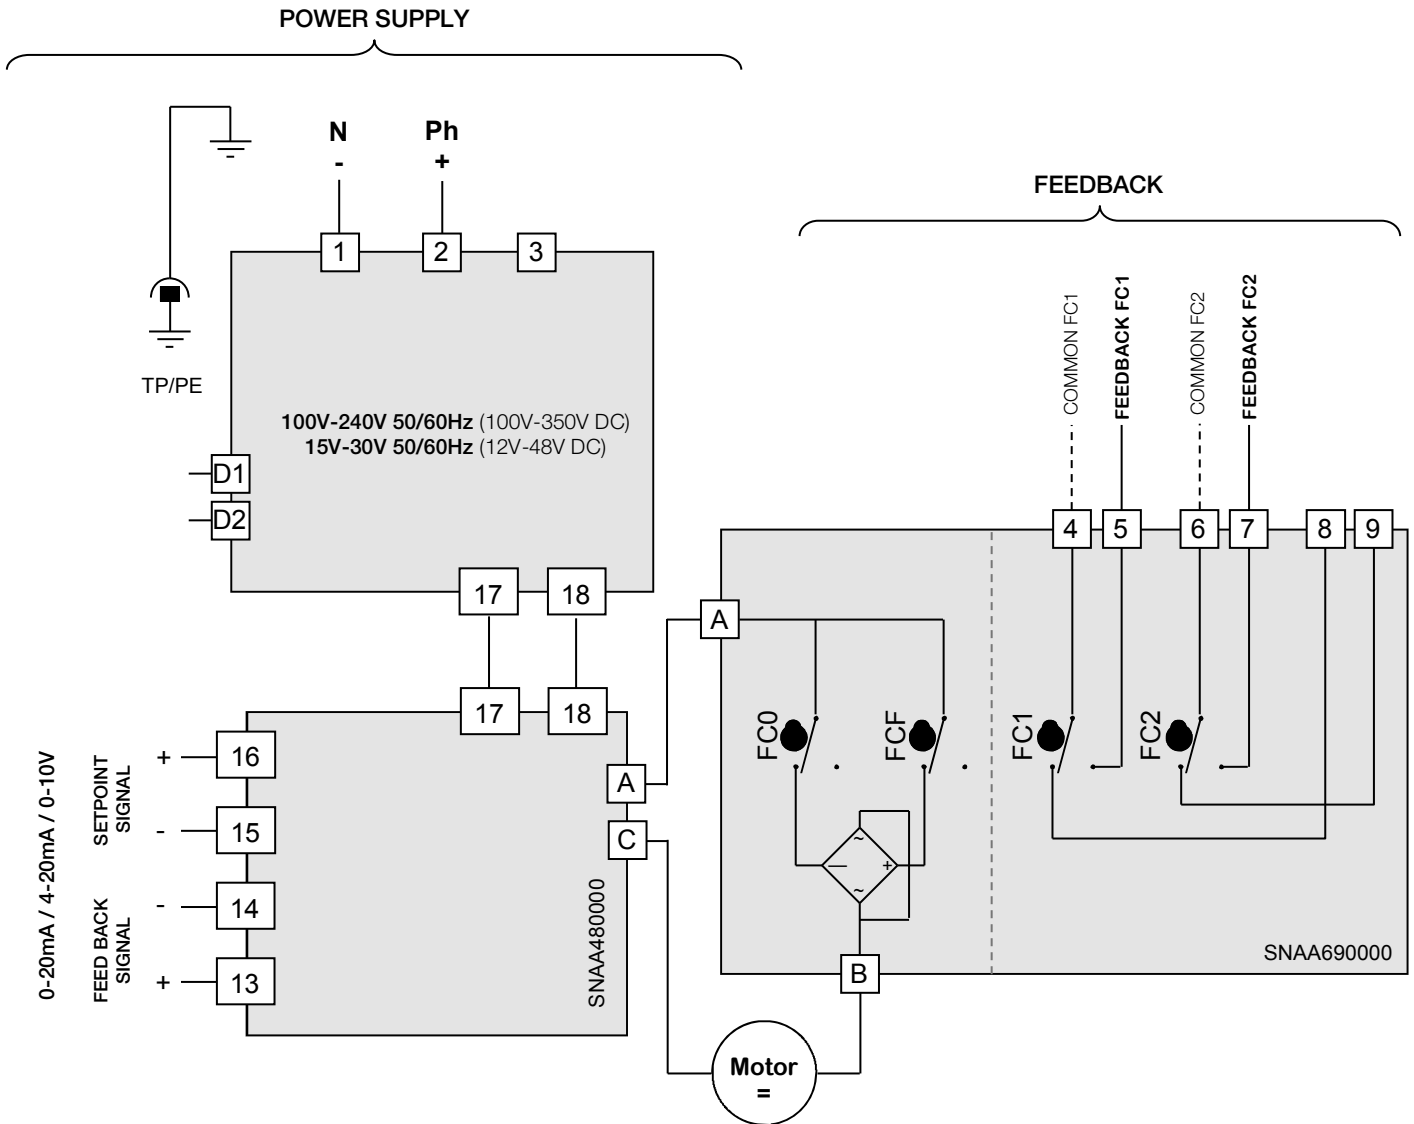 POWER SUPPLY
N
-
Ph
+
FEEDBACK
1
2
3
COMMON FC1
FEEDBACK FC1
COMMON FC2
FEEDBACK FC2
TP/PE
100V-240V 50/60Hz (100V-350V DC)
15V-30V 50/60Hz (12V-48V DC)
D1
D2
4
5
6
7
8
9
17
18
A
17
18
FC0
FCF
FC1
FC2
0-20mA / 4-20mA / 0-10V
SETPOINT
SIGNAL
+
16
-
15
FEED BACK
SIGNAL
-
14
+
13
A
C
SNAA480000
~
— +
~
SNAA690000
B
Motor
=